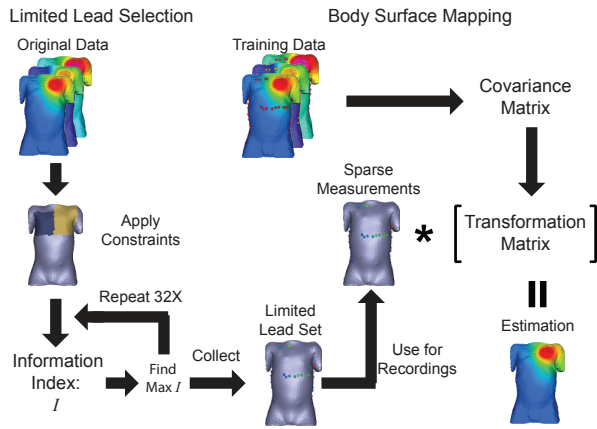 Limited Lead Selection
Body Surface Mapping
Original Data
Training Data
Covariance
Matrix
Sparse
Measurements
Apply
Constraints
*
[Transformation
Matrix]
Repeat 32X
Limited
Lead Set
=
Estimation
Information
Index:
I
Find
Max I
Collect
Use for
Recordings